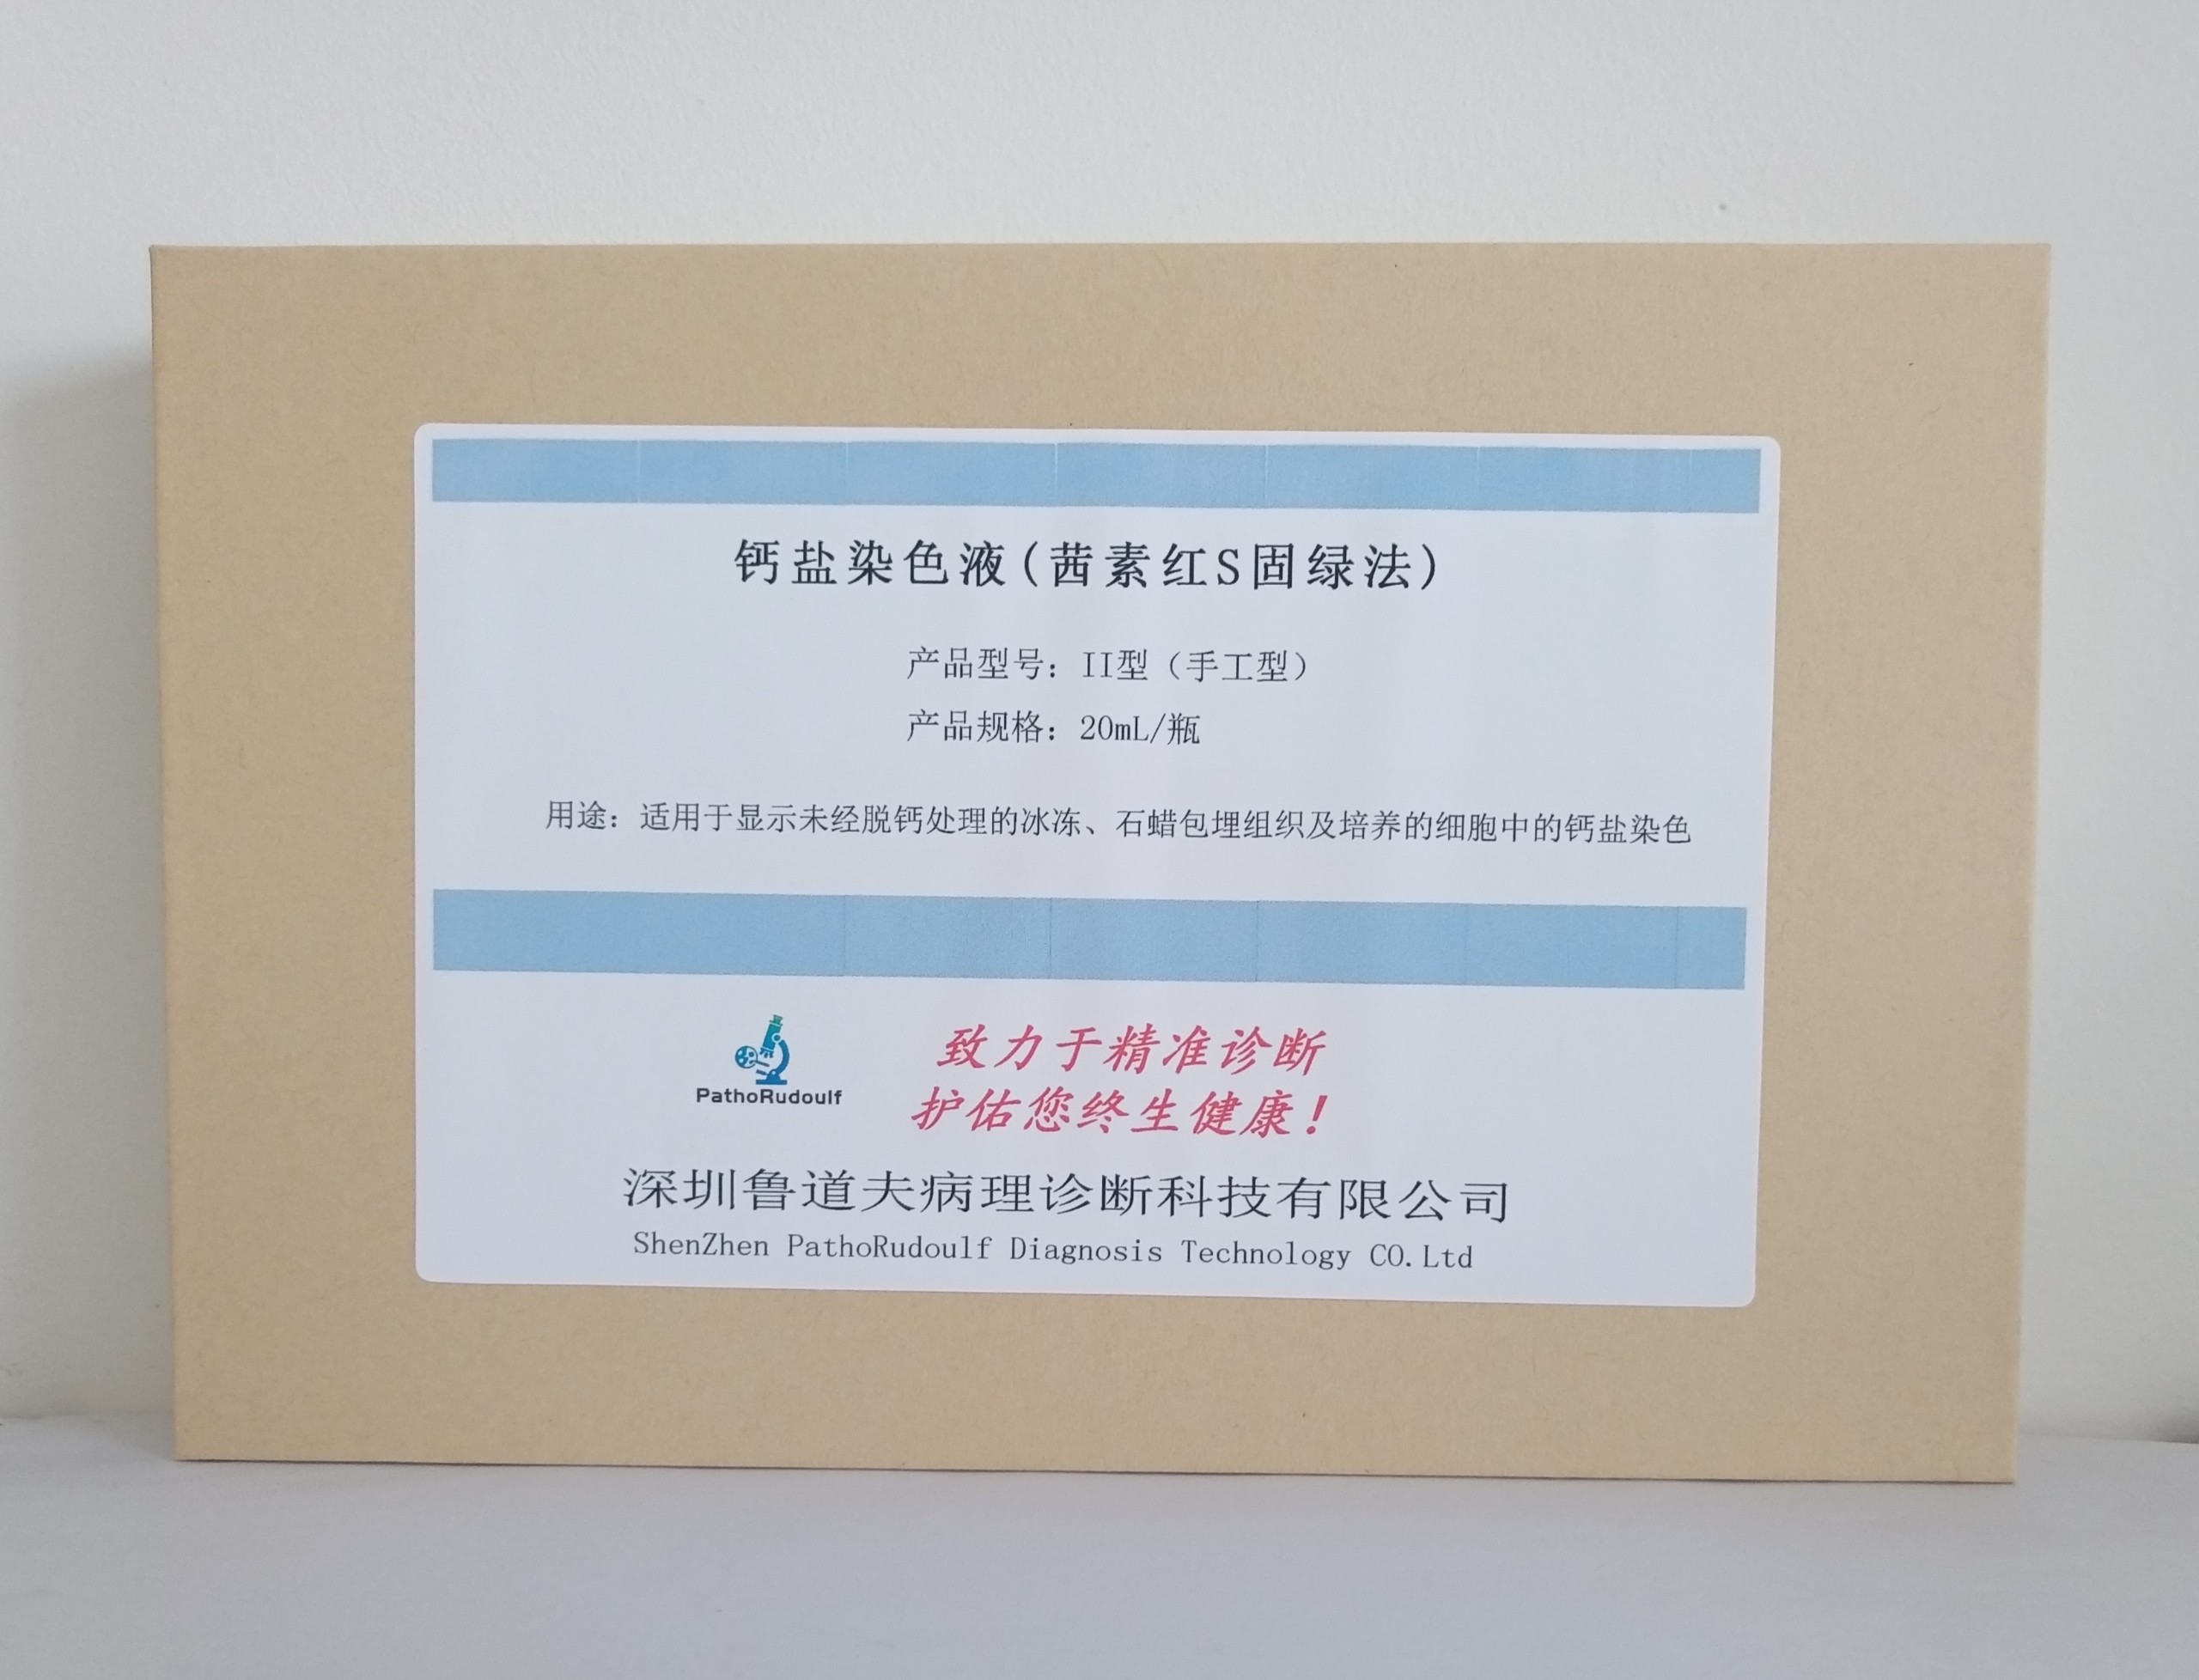 钙盐染色液(茜素红S固绿法)
产品型号：II型（手工型）
产品规格：20mL/瓶
用途：适用于显示未经脱钙处理的冰冻、石蜡包埋组织及培养的细胞中的钙盐染色
致力于精准诊断
护佑您终生健康！
PathoRudoulf
深圳鲁道夫病理诊断科技有限公司
ShenZhen PathoRudoulf Diagnosis Technology CO.Ltd